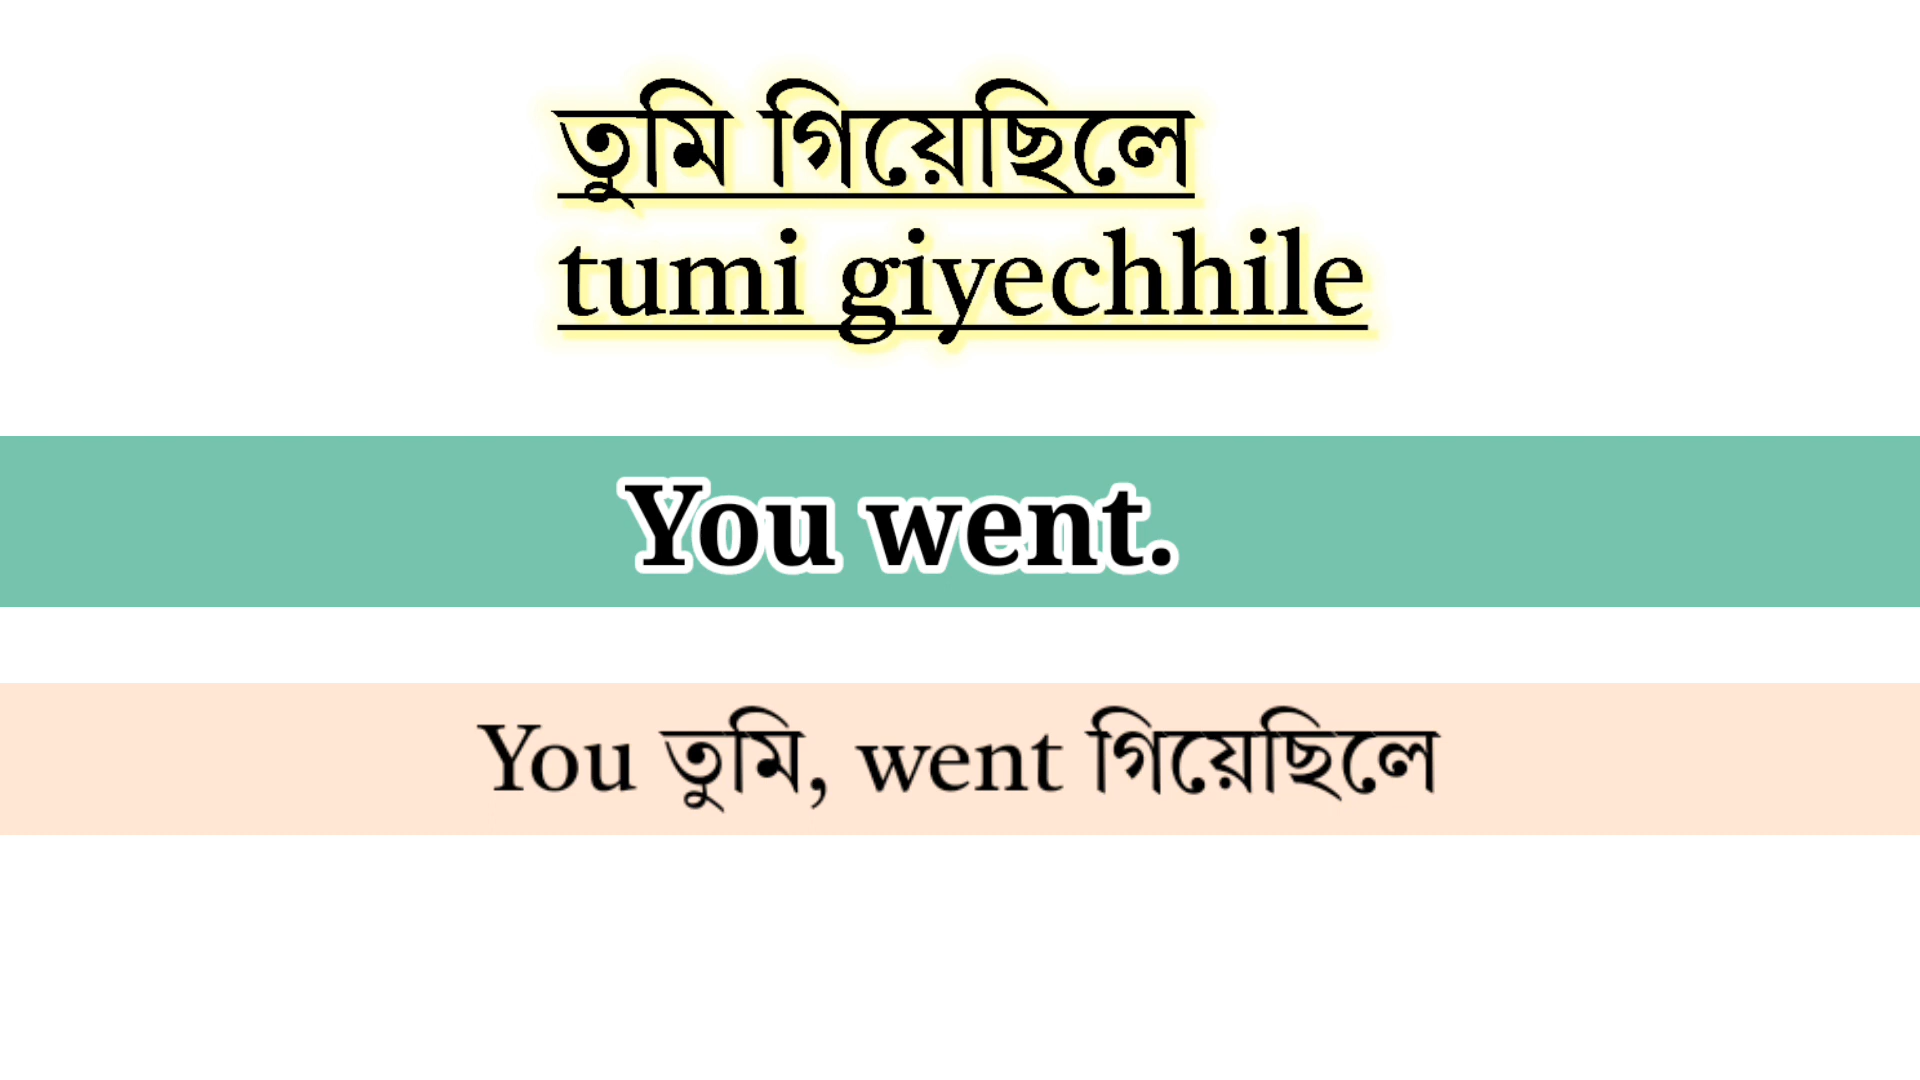 তুমি গিয়েছিলে
tumi giyechhile
You went.
You তুমি, went গিয়েছিলে